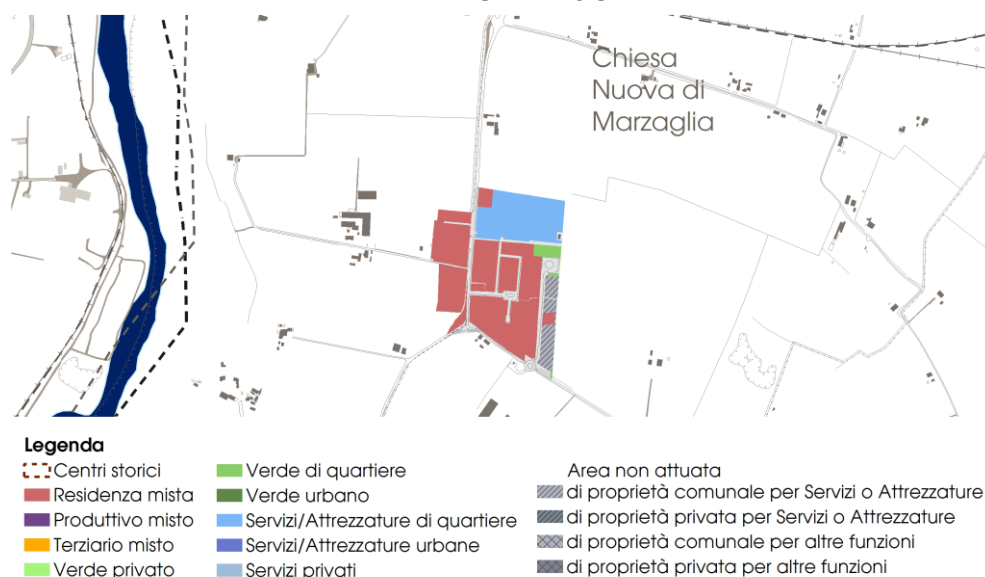 Chiesa
Nuova di
Marzaglia
Legenda
Centri storici
Residenza mista
Produttivo misto
Terziario misto
Verde privato
Verde di quartiere
Verde urbano
Servizi/Attrezzature di quartiere
Servizi/Attrezzature urbane
Servizi privati
Area non attuata
di proprietà comunale per Servizi o Attrezzature
di proprietà privata per Servizi o Attrezzature
di proprietà comunale per altre funzioni
di proprietà privata per altre funzioni